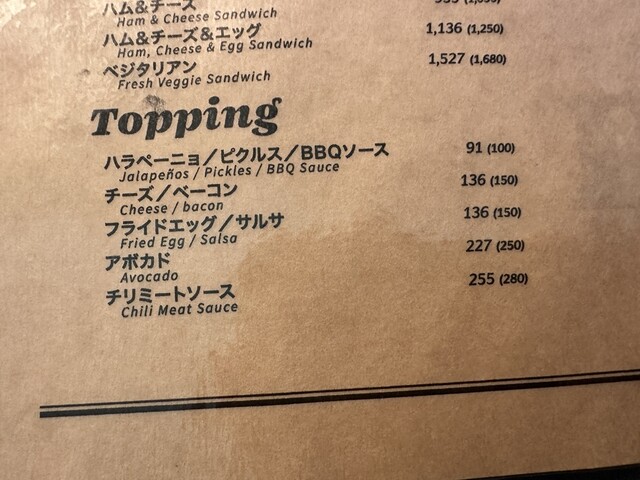 ハム&チーズ
Ham & Cheese Sandwich
ハム&チーズ&エッグ 1,136 (1,250)
Ham, Cheese & Egg Sandwich
ベジタリアン 1,527 (1,680)
Fresh Veggie Sandwich
Topping
ハラペーニョ/ピクルス/BBQソース 91 (100)
Jalapeños / Pickles / BBQ Sauce
チーズ/ベーコン 136 (150)
Cheese / bacon
フライドエッグ/サルサ 136 (150)
Fried Egg / Salsa
アボカド 227 (250)
Avocado
チリミートソース 255 (280)
Chili Meat Sauce